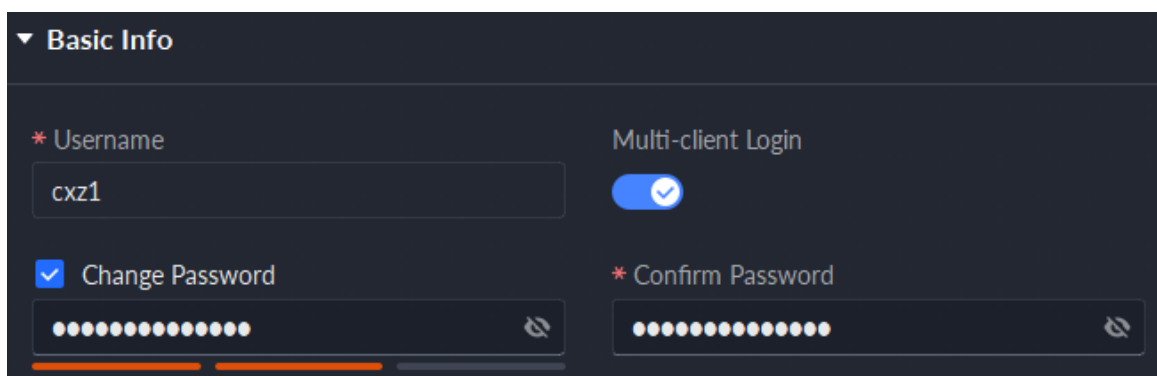 Basic Info
* Username
Multi-client Login
cxz1
Change Password
* Confirm Password
●●●●●●●●●●●●●●
●●●●●●●●●●●●●●